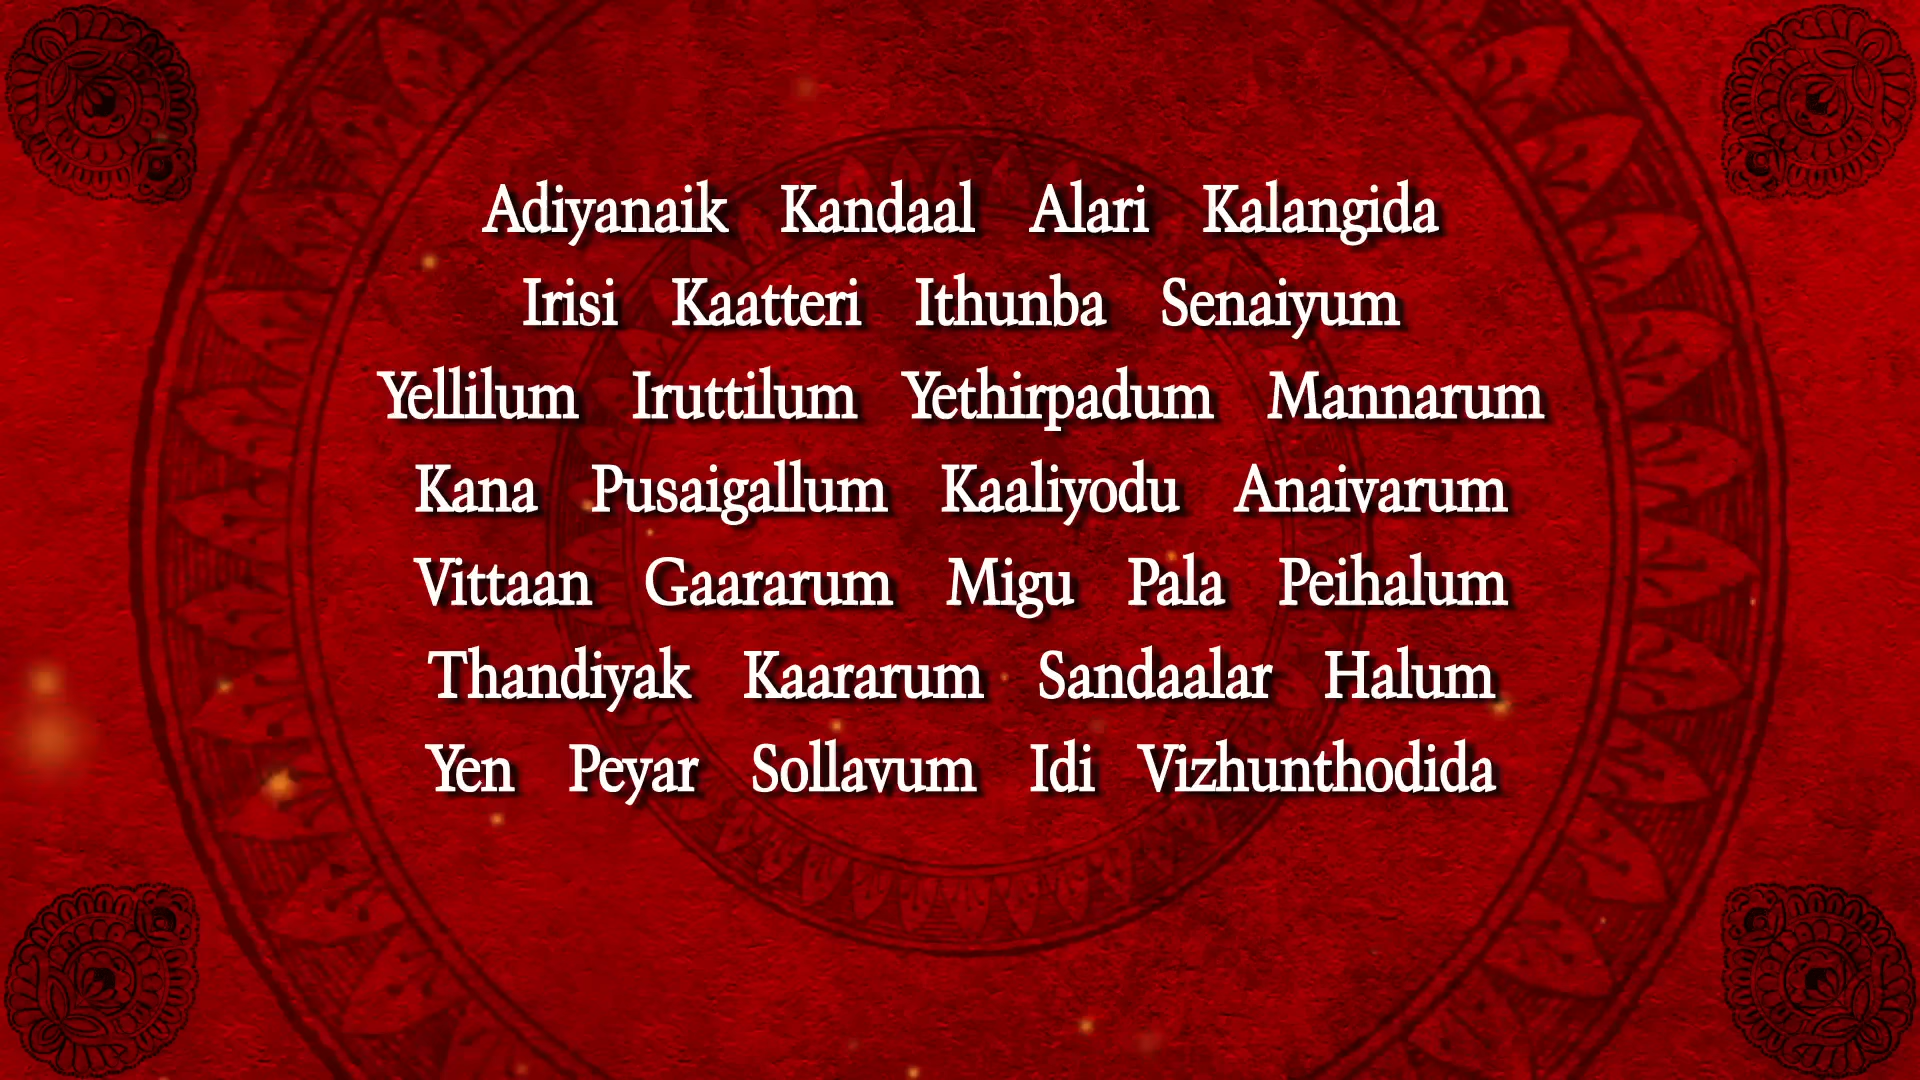 Adiyanaik Kandaal Alari Kalangida
Irisi Kaatteri Ithunba Senaiyum
Yellilum Iruttilum Yethirpadum Mannarum
Kana Pusaigallum Kaaliyodu Anaivarum
Vittaan Gaararum Migu Pala Peihalum
Thandiyak Kaararum Sandaalar Halum
Yen Peyar Sollavum Idi Vizhunthodida